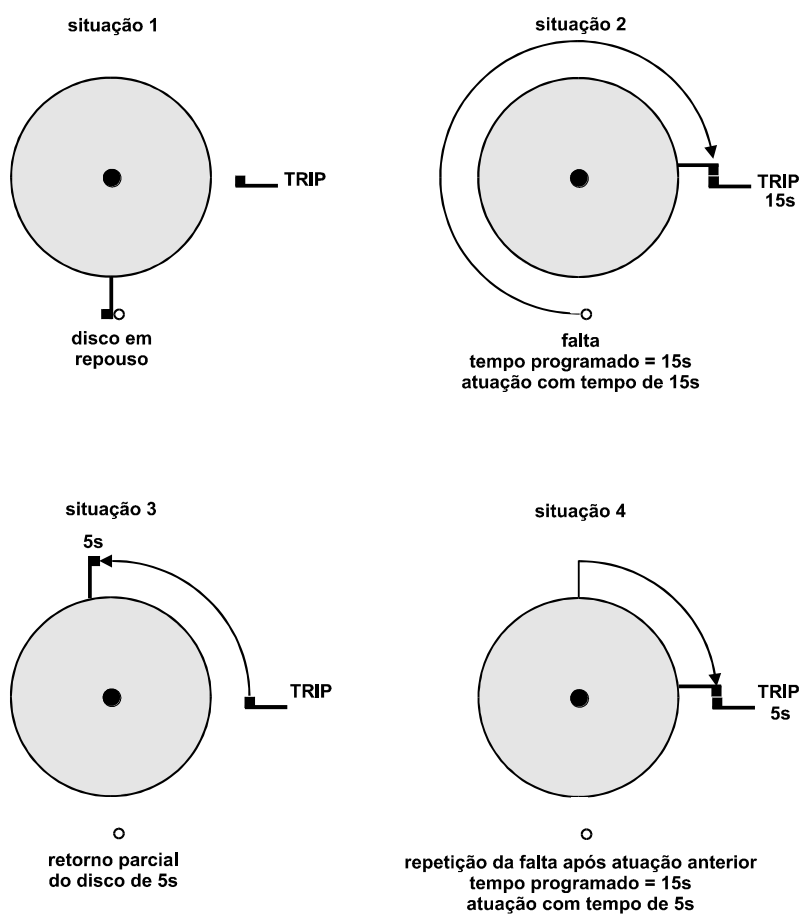 situação 1
TRIP
disco em
repouso
situação 2
TRIP
15s
falta
tempo programado = 15s
atuação com tempo de 15s
situação 3
5s
TRIP
retorno parcial
do disco de 5s
situação 4
TRIP
5s
repetição da falta após atuação anterior
tempo programado = 15s
atuação com tempo de 5s